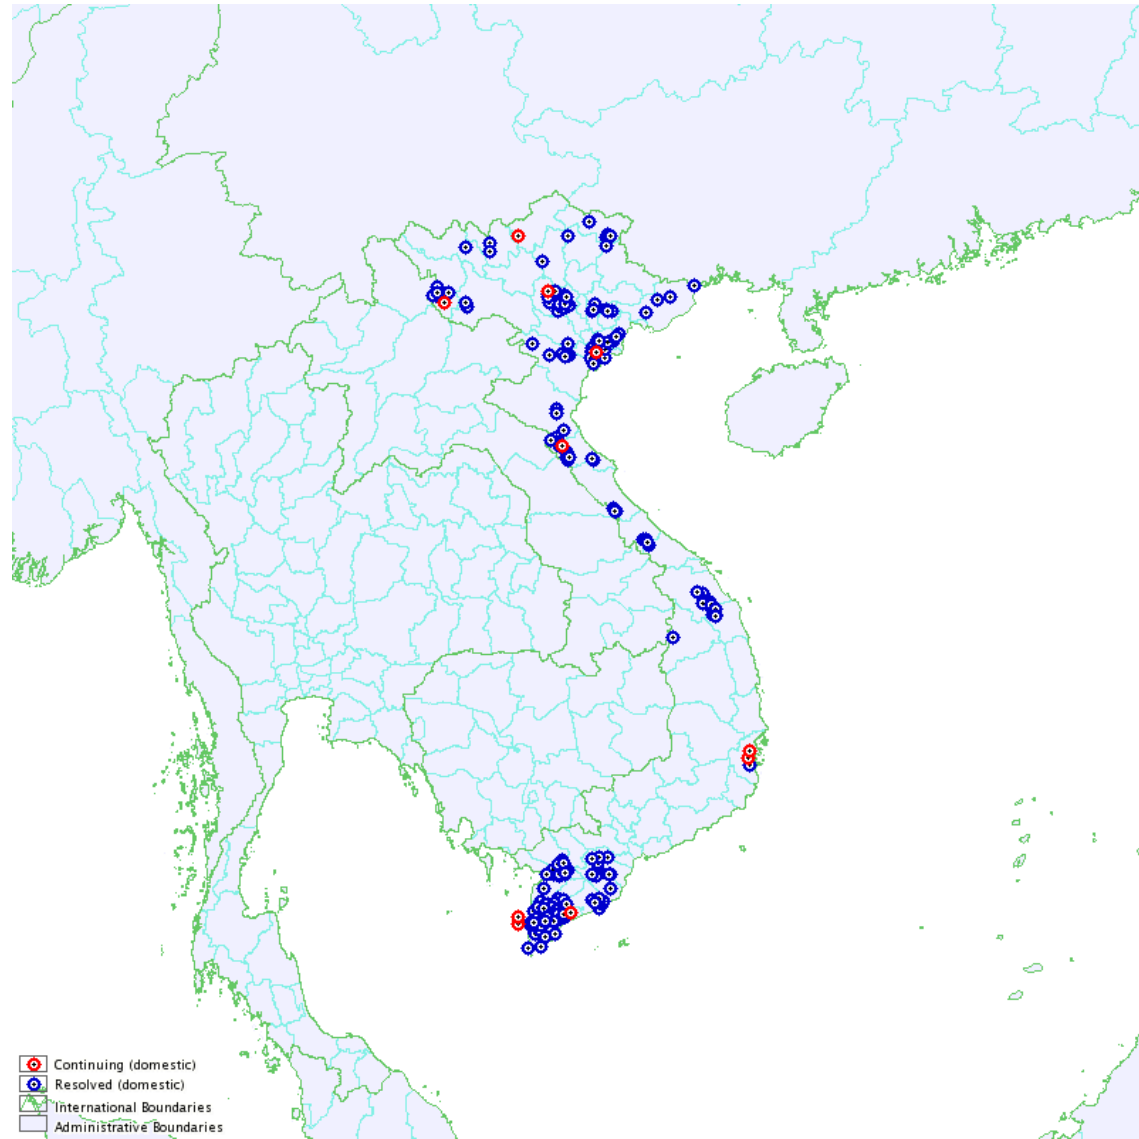 Continuing (domestic)
Resolved (domestic)
International Boundaries
Administrative Boundaries